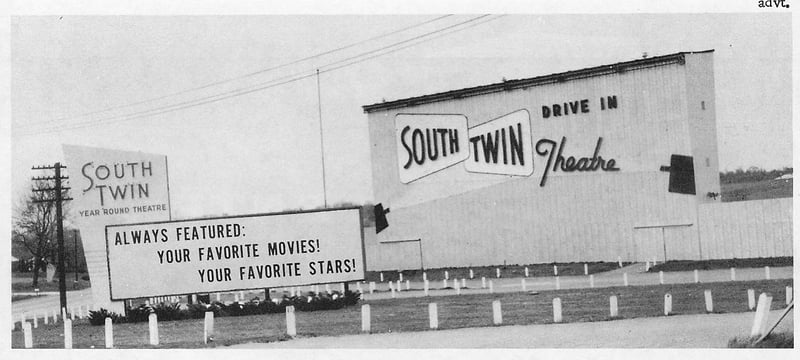 advt.
SOUTH
TWIN
YEAR ROUND THEATRE
ALWAYS FEATURED:
YOUR FAVORITE MOVIES!
YOUR FAVORITE STARS!
SOUTH TWIN
DRIVE IN
Theatre